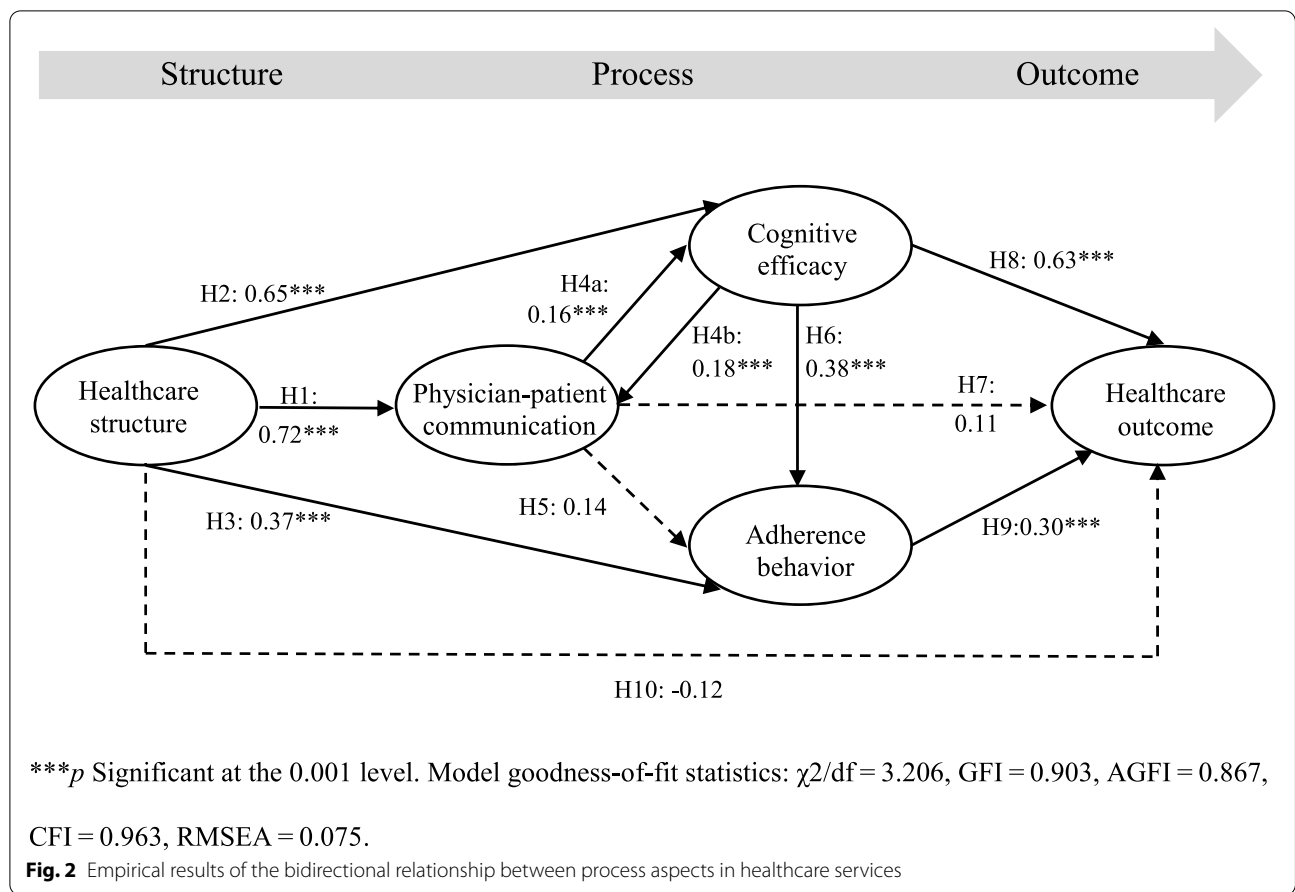 Structure Process Outcome
Cognitive
efficacy
H8: 0.63***
H4a:
0.16***
H2: 0.65***
H4b:
0.18***
H6:
0.38***
Healthcare
structure
H1:
0.72***
Physician-patient
communication
H7:
0.11
Healthcare
outcome
H5: 0.14
H3: 0.37***
Adherence
behavior
H9:0.30***
H10: -0.12
***p Significant at the 0.001 level. Model goodness-of-fit statistics: χ2/df = 3.206, GFI = 0.903, AGFI = 0.867,
CFI = 0.963, RMSEA = 0.075.
Fig. 2 Empirical results of the bidirectional relationship between process aspects in healthcare services